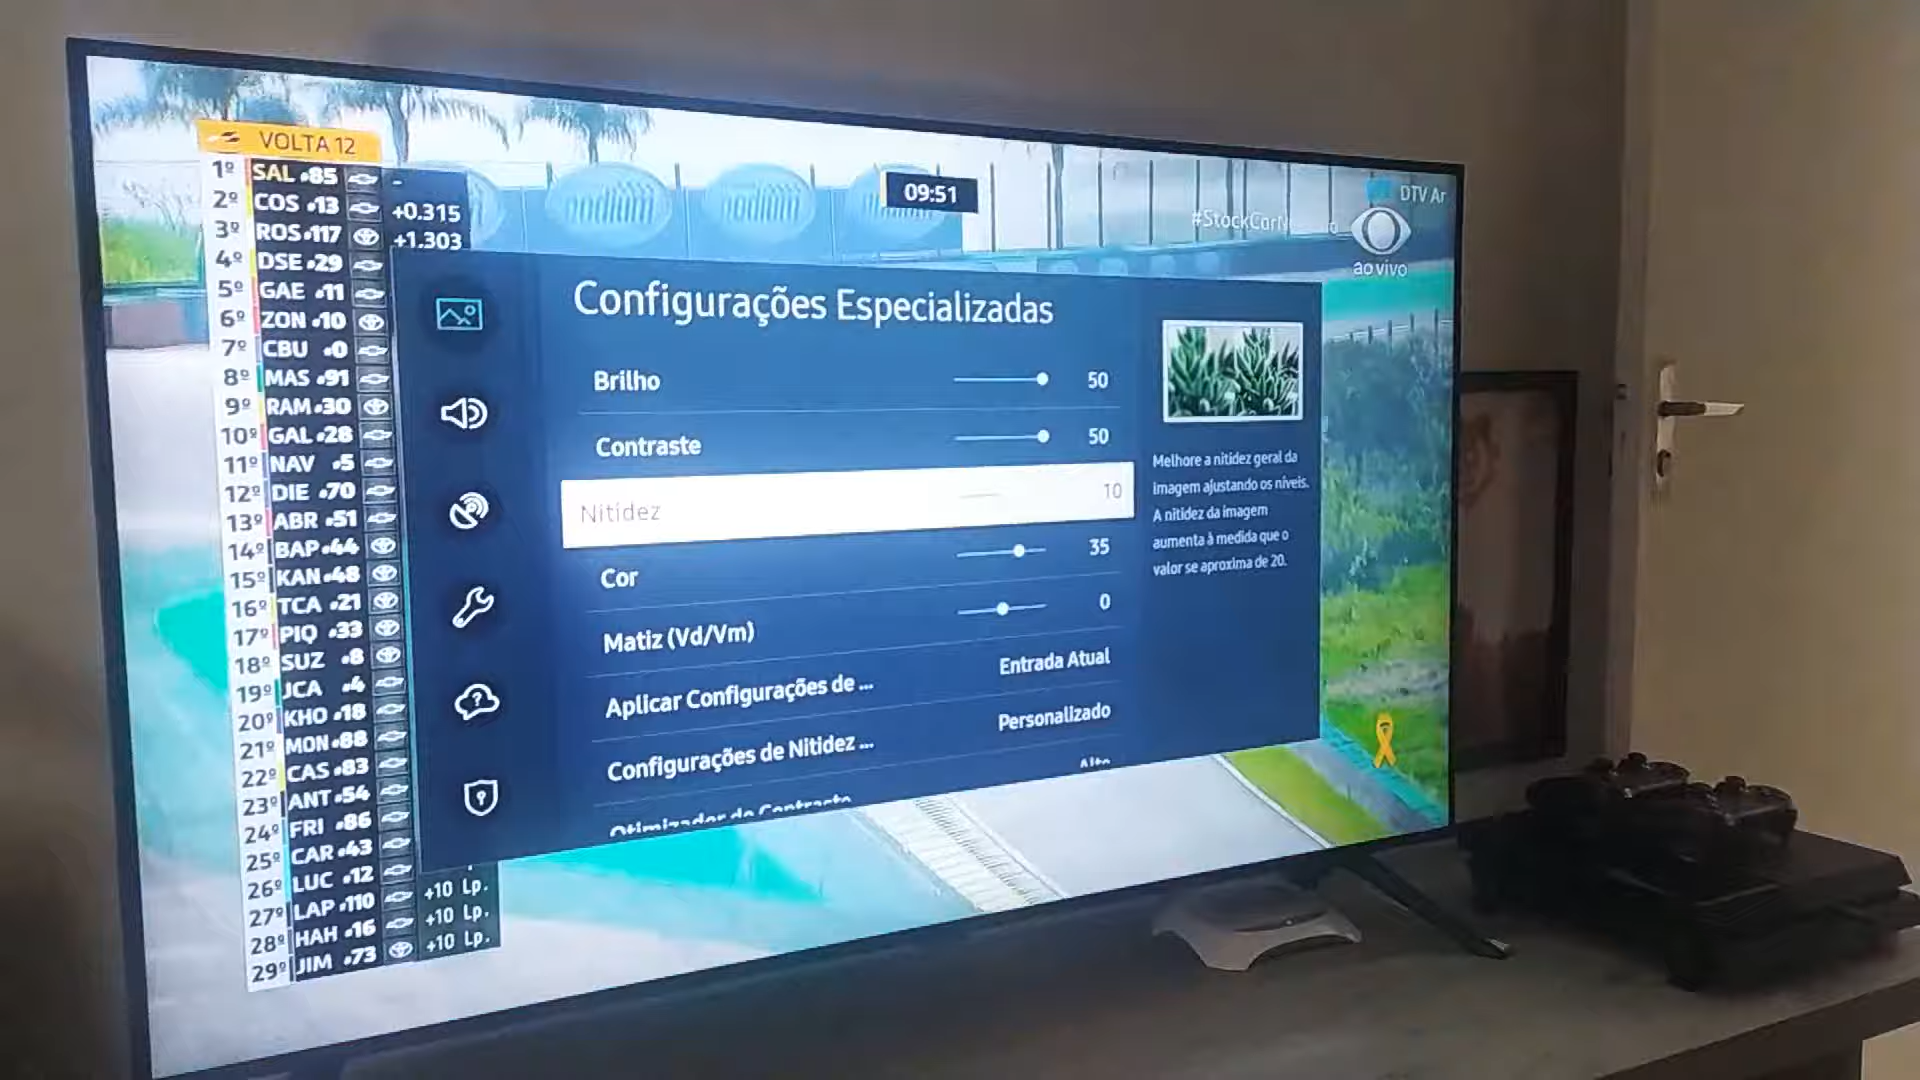 VOLTA 12
1º SAL 85 -
2º COS 13 +0.315
3º ROS 117 +1.303
4º DSE 29
5º GAE 11
6º ZON 10
7º CBU 0
8º MAS 91
9º RAM 30
10º GAL 28
11º NAV 5
12º DIE 70
13º ABR 51
14º BAP 44
15º KAN 48
16º TCA 21
17º PIQ 33
18º SUZ 8
19º JCA 4
20º KHO 18
21º MON 88
22º CAS 83
23º ANT 54
24º FRI 86
25º CAR 43
26º LUC 12 +10 Lp.
27º LAP 110 +10 Lp.
28º HAH 16 +10 Lp.
29º JIM 73
podium podium
09:51
DTV Ar
ao vivo
Configurações Especializadas
Brilho 50
Contraste 50
Nitidez 10
Cor 35
Matiz (Vd/Vm) 0
Aplicar Configurações de ... Entrada Atual
Configurações de Nitidez ... Personalizado
Otimizador de Contraste Alto
Melhore a nitidez geral da
imagem ajustando os níveis.
A nitidez da imagem
aumenta à medida que o
valor se aproxima de 20.